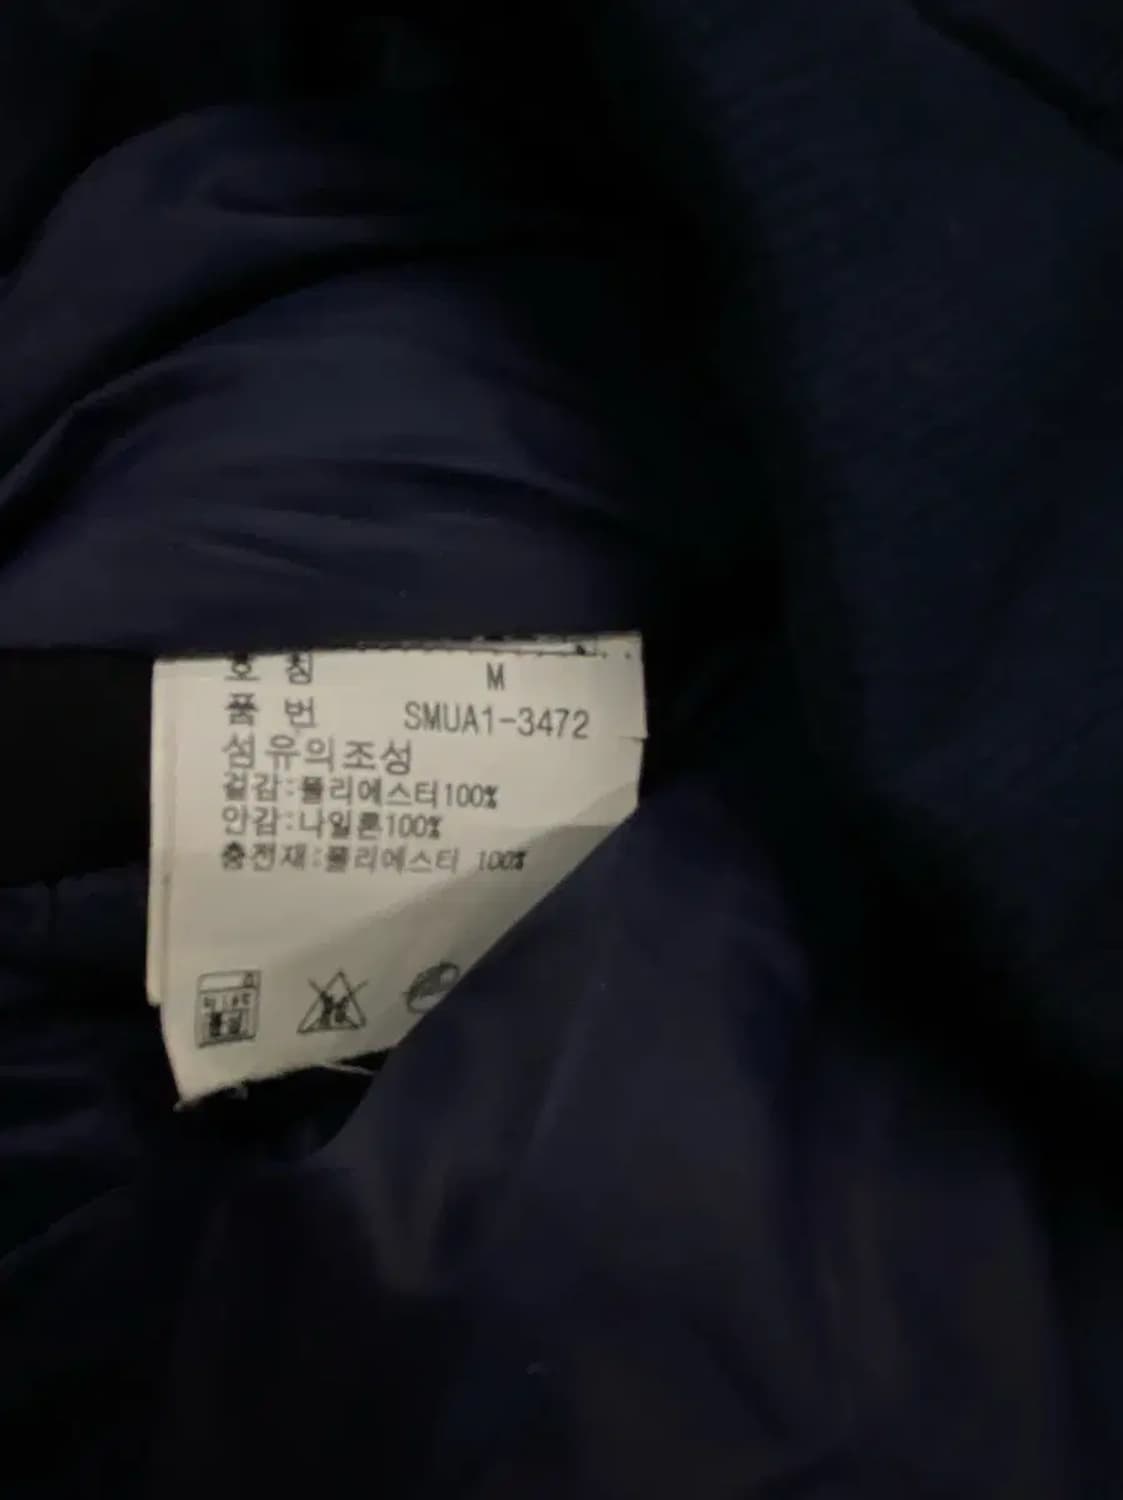 호 칭 M
품 번 SMUA1-3472
섬유의조성
겉감:폴리에스터100%
안감:나일론100%
충전재:폴리에스터 100%